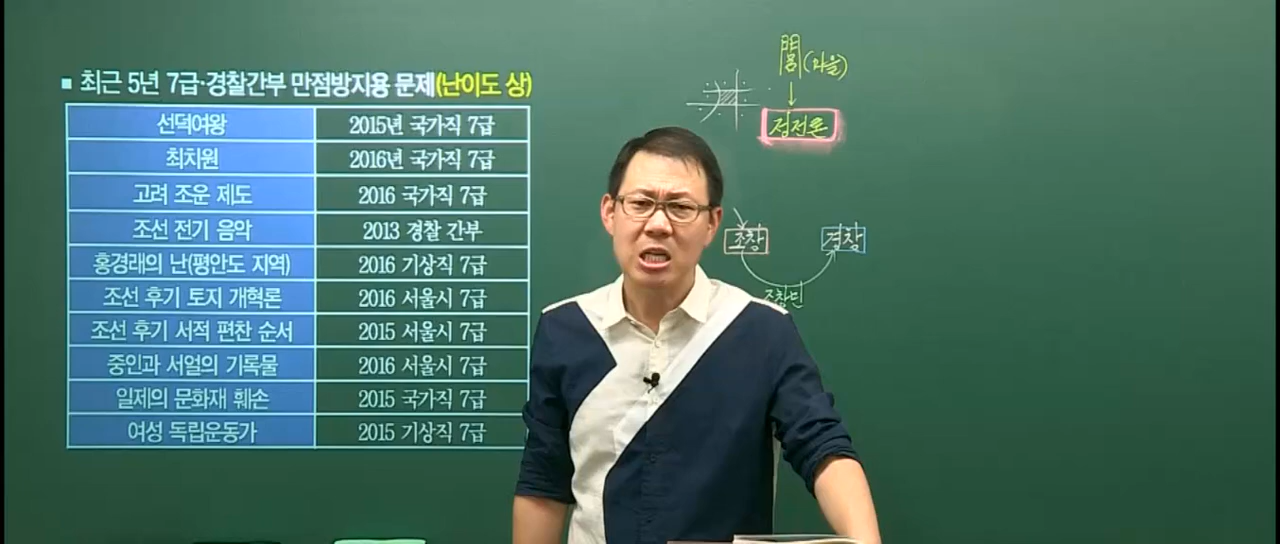 ▪ 최근 5년 7급·경찰간부 만점방지용 문제(난이도 상)
선덕여왕 2015년 국가직 7급
최치원 2016년 국가직 7급
고려 조운 제도 2016 국가직 7급
조선 전기 음악 2013 경찰 간부
홍경래의 난(평안도 지역) 2016 기상직 7급
조선 후기 토지 개혁론 2016 서울시 7급
조선 후기 서적 편찬 순서 2015 서울시 7급
중인과 서얼의 기록물 2016 서울시 7급
일제의 문화재 훼손 2015 국가직 7급
여성 독립운동가 2015 기상직 7급
閭(마을)
정전론
조창 경창
조창민